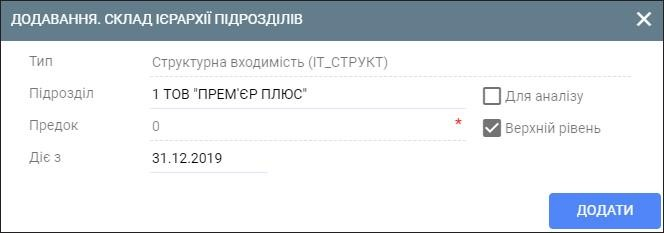 ДОДАВАННЯ. СКЛАД ІЄРАРХІЇ ПІДРОЗДІЛІВ ✕
Тип Структурна входимість (ІТ_СТРУКТ)
Підрозділ 1 ТОВ "ПРЕМ'ЄР ПЛЮС" Для аналізу
Предок 0 * Верхній рівень
Діє з 31.12.2019
ДОДАТИ